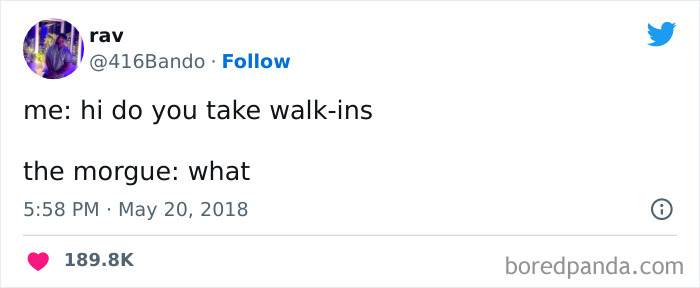 rav
@416Bando · Follow
me: hi do you take walk-ins
the morgue: what
5:58 PM · May 20, 2018
189.8K
boredpanda.com